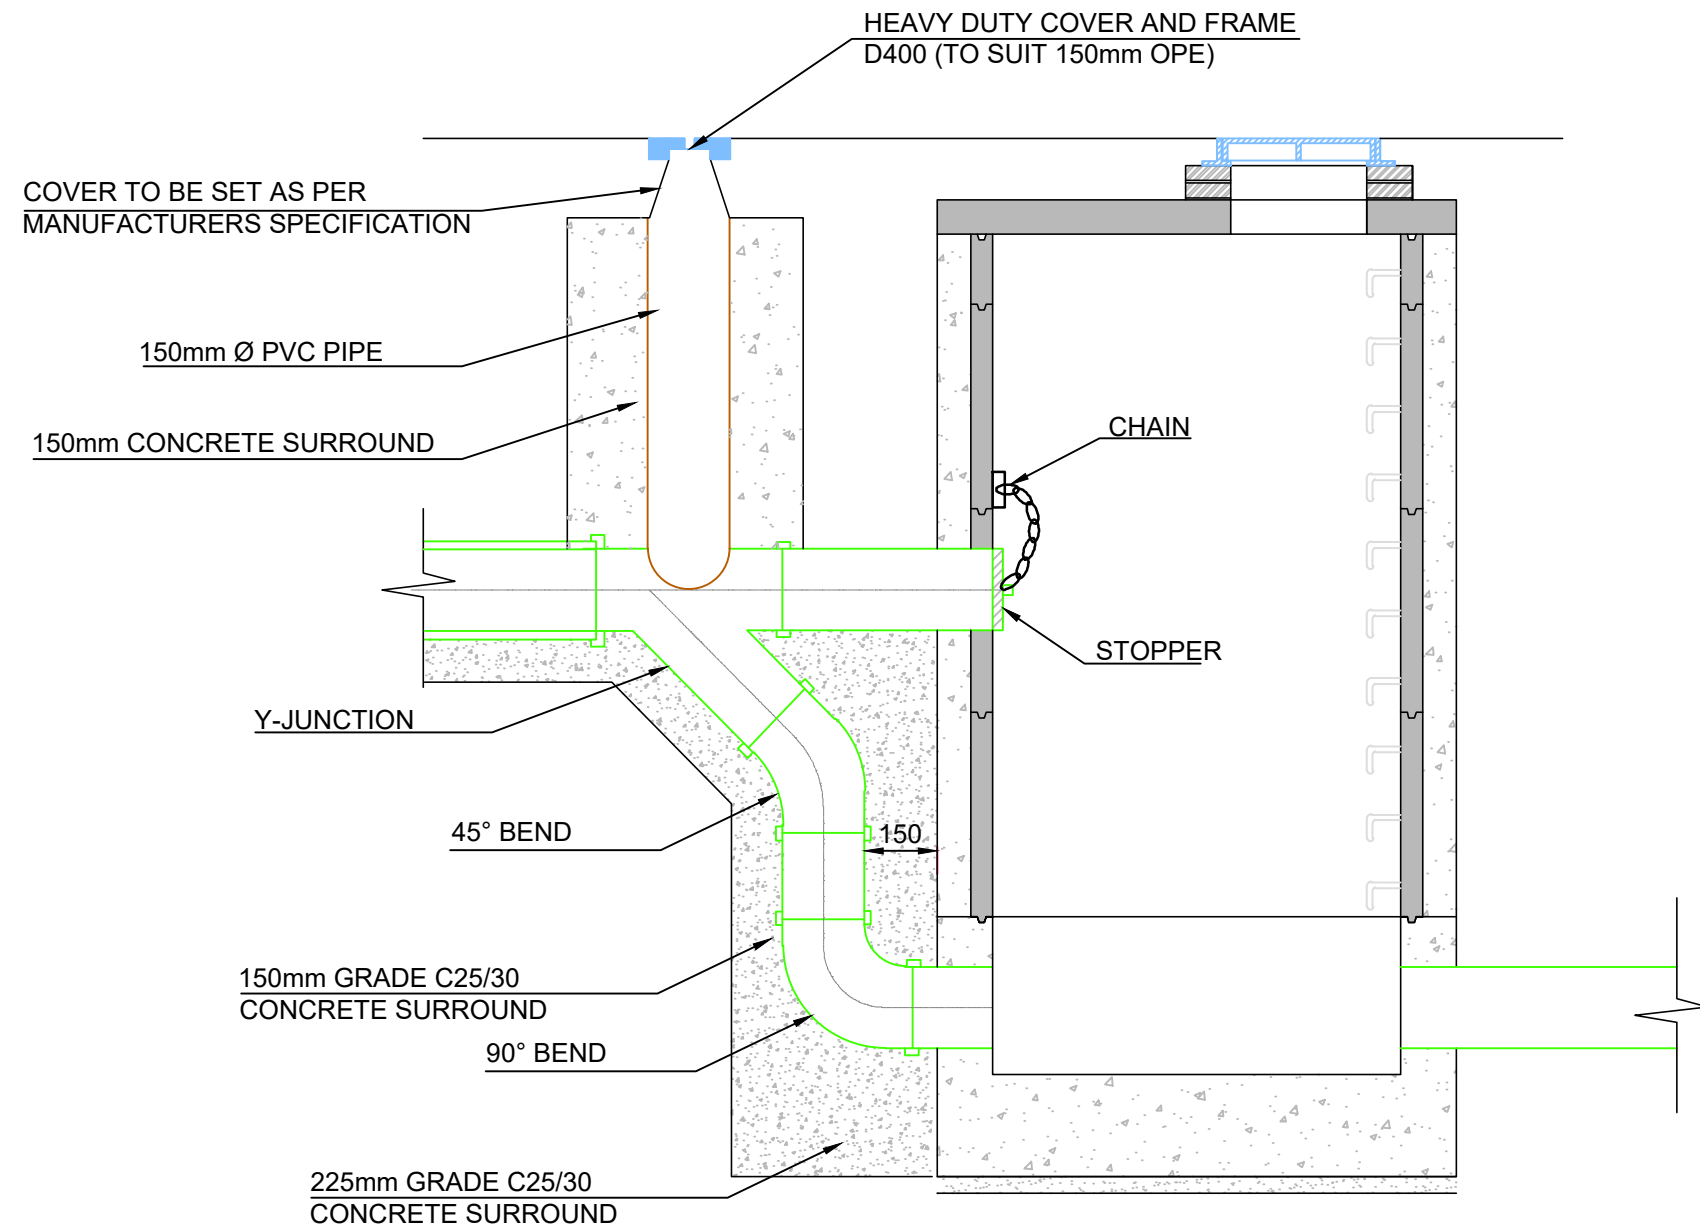 HEAVY DUTY COVER AND FRAME
D400 (TO SUIT 150mm OPE)
COVER TO BE SET AS PER
MANUFACTURERS SPECIFICATION
150mm Ø PVC PIPE
150mm CONCRETE SURROUND
CHAIN
STOPPER
Y-JUNCTION
45° BEND
150
150mm GRADE C25/30
CONCRETE SURROUND
90° BEND
225mm GRADE C25/30
CONCRETE SURROUND